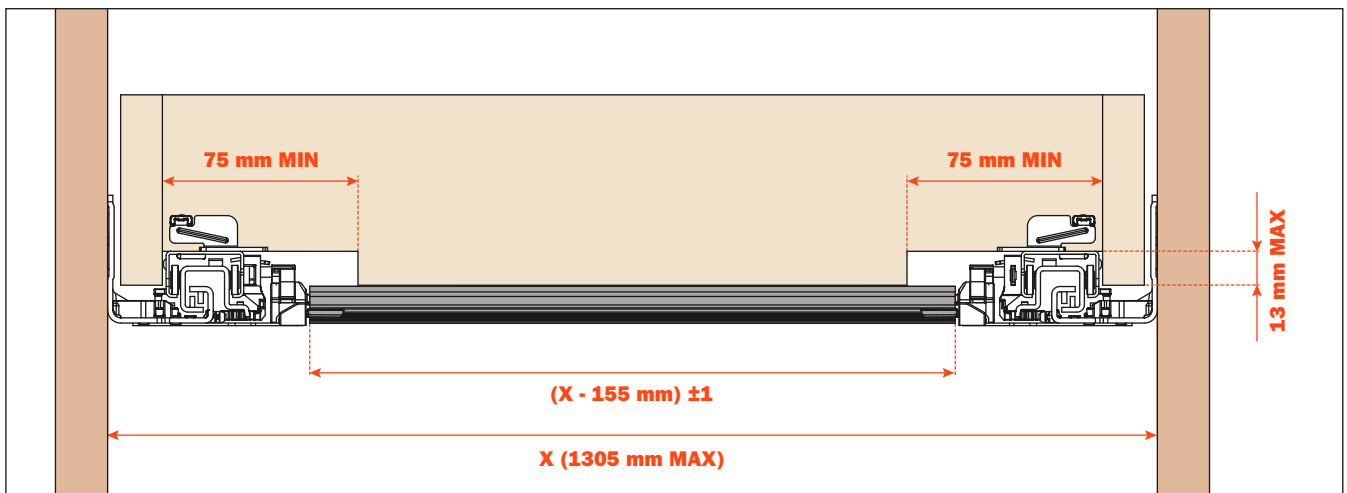 75 mm MIN
75 mm MIN
13 mm MAX
(X - 155 mm) ±1
X (1305 mm MAX)